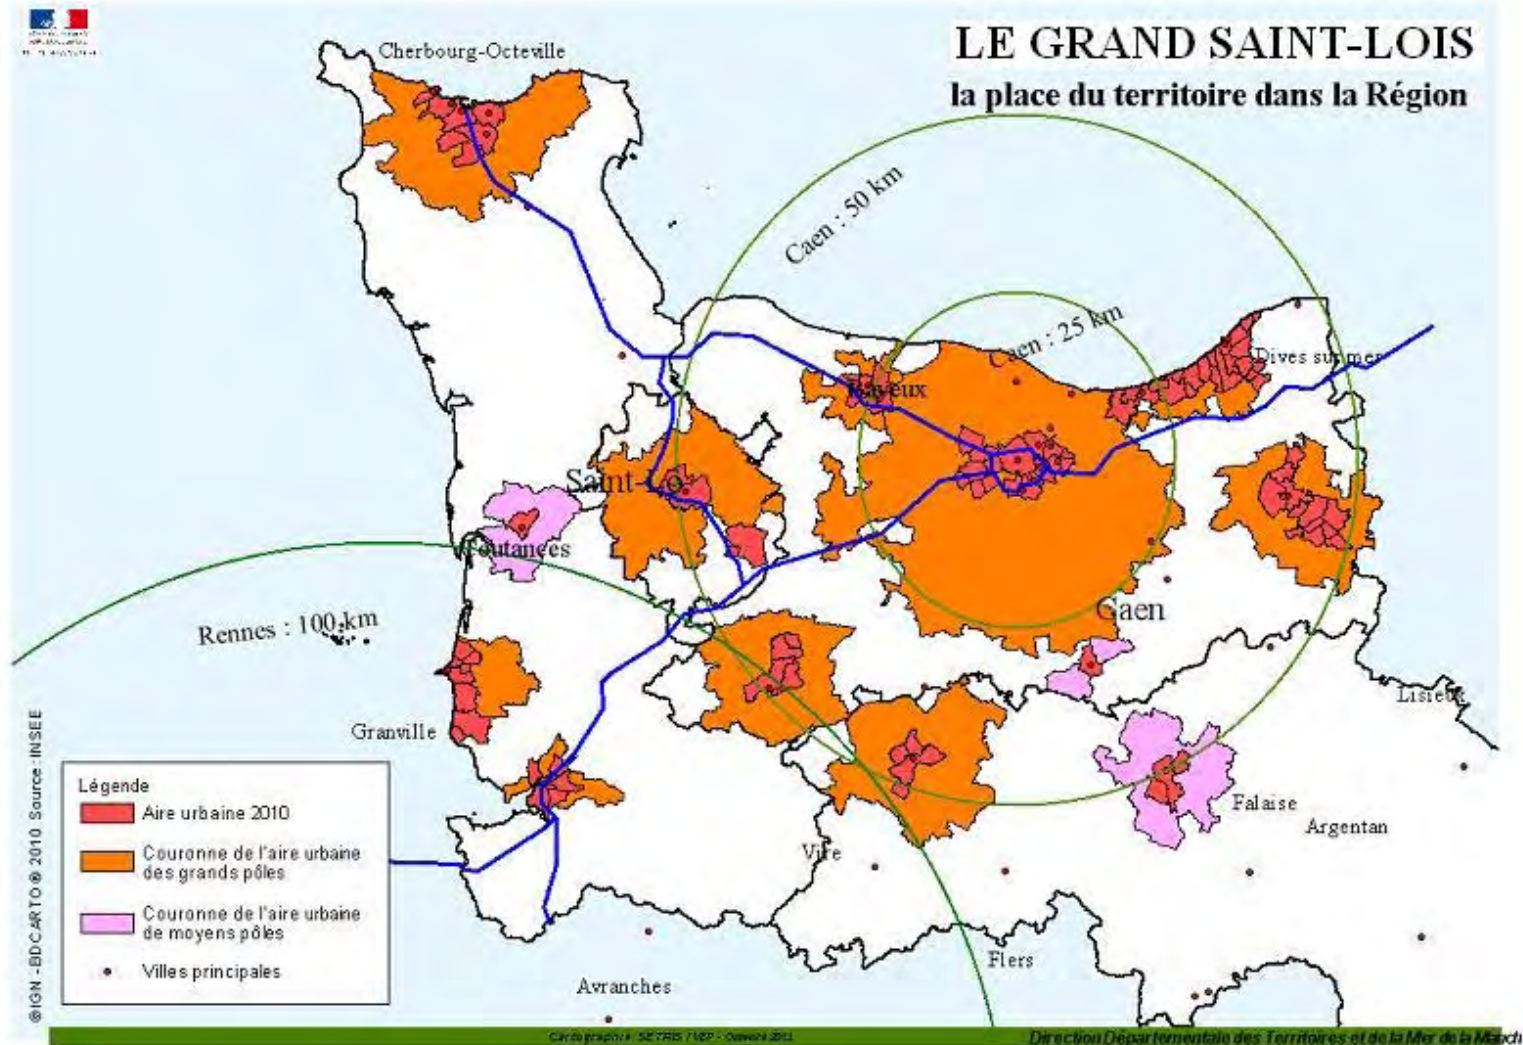 LE GRAND SAINT-LOIS
la place du territoire dans la Région
Cherbourg-Octeville
Caen : 50 km
Caen : 25 km
Dives sur mer
Bayeux
Saint-Lo
Coutances
Rennes : 100 km
Caen
Lisieux
Granville
Falaise
Argentan
Vire
Flers
Avranches
Légende
Aire urbaine 2010
Couronne de l'aire urbaine
des grands pôles
Couronne de l'aire urbaine
de moyens pôles
Villes principales
©IGN -BDCARTO ® 2010 Source : INSEE
Direction Départementale des Territoires et de la Mer de la Manch